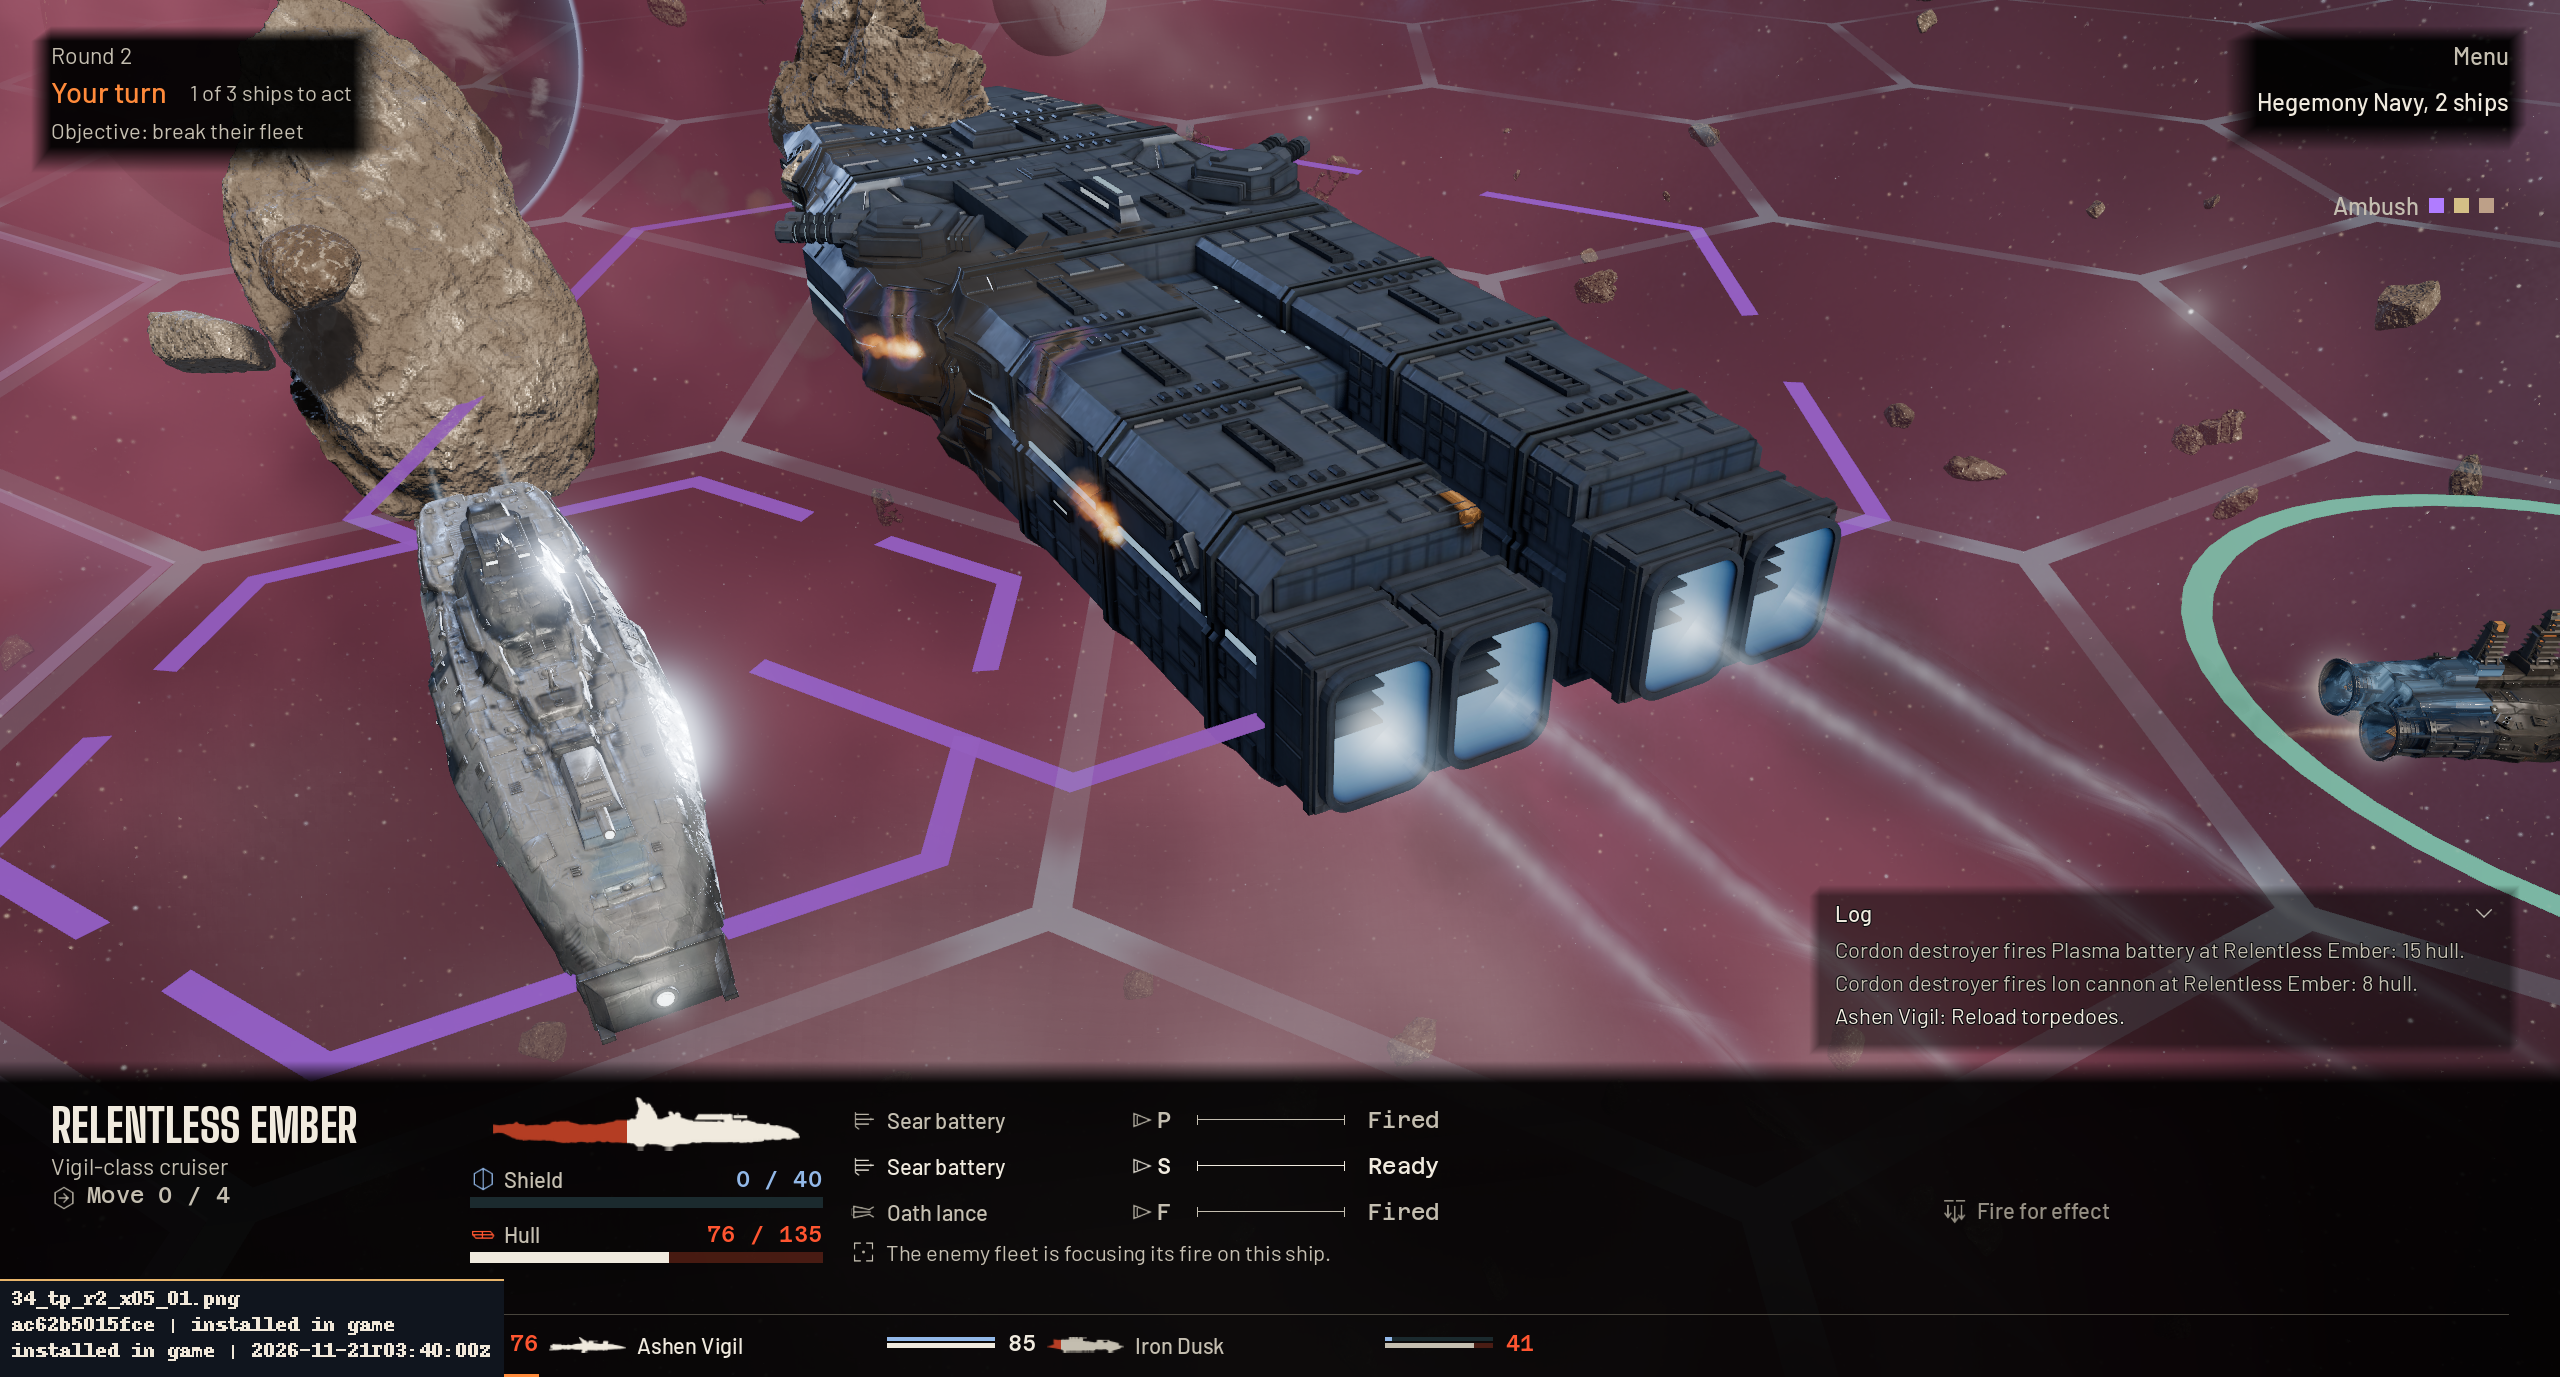 Round 2
Your turn 1 of 3 ships to act
Objective: break their fleet
Menu
Hegemony Navy, 2 ships
Ambush
Log
Cordon destroyer fires Plasma battery at Relentless Ember: 15 hull.
Cordon destroyer fires Ion cannon at Relentless Ember: 8 hull.
Ashen Vigil: Reload torpedoes.
RELENTLESS EMBER
Vigil-class cruiser
Move 0 / 4
Shield 0 / 40
Hull 76 / 135
Sear battery P Fired
Sear battery S Ready
Oath lance F Fired
The enemy fleet is focusing its fire on this ship.
Fire for effect
34_tp_r2_x05_01.png
ac62b5015fce | installed in game
installed in game | 2026-11-21r03:40:00z
76 Ashen Vigil 85 Iron Dusk 41